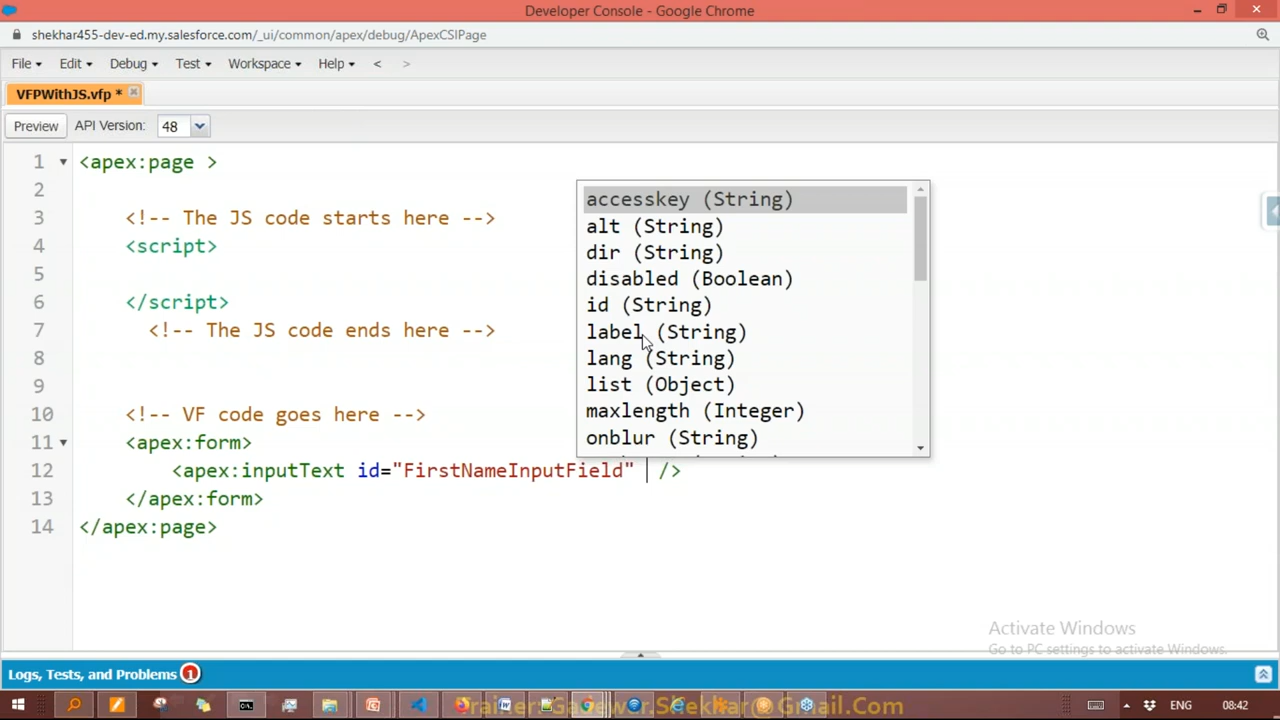 Developer Console - Google Chrome
shekhar455-dev-ed.my.salesforce.com/_ui/common/apex/debug/ApexCSIPage
File Edit Debug Test Workspace Help < >
VFPWithJS.vfp *
Preview API Version: 48
1 <apex:page >
2
3 <!-- The JS code starts here -->
4 <script>
5
6 </script>
7 <!-- The JS code ends here -->
8
9
10 <!-- VF code goes here -->
11 <apex:form>
12 <apex:inputText id="FirstNameInputField" />
13 </apex:form>
14 </apex:page>
accesskey (String)
alt (String)
dir (String)
disabled (Boolean)
id (String)
label (String)
lang (String)
list (Object)
maxlength (Integer)
onblur (String)
Activate Windows
Go to PC settings to activate Windows.
Logs, Tests, and Problems 1
ENG 08:42